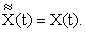 X̃̃(t) = X(t).